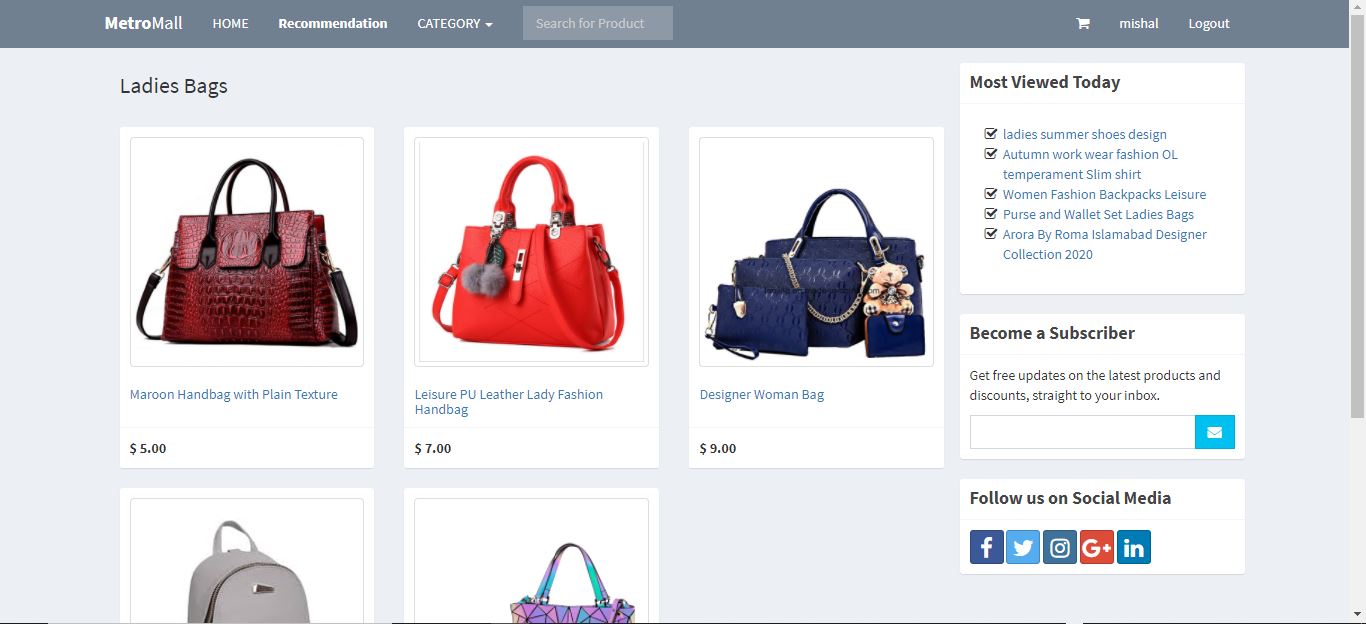 MetroMall HOME Recommendation CATEGORY Search for Product mishal Logout
Ladies Bags
Maroon Handbag with Plain Texture
$ 5.00
Leisure PU Leather Lady Fashion
Handbag
$ 7.00
Designer Woman Bag
$ 9.00
Most Viewed Today
ladies summer shoes design
Autumn work wear fashion OL
temperament Slim shirt
Women Fashion Backpacks Leisure
Purse and Wallet Set Ladies Bags
Arora By Roma Islamabad Designer
Collection 2020
Become a Subscriber
Get free updates on the latest products and
discounts, straight to your inbox.
Follow us on Social Media